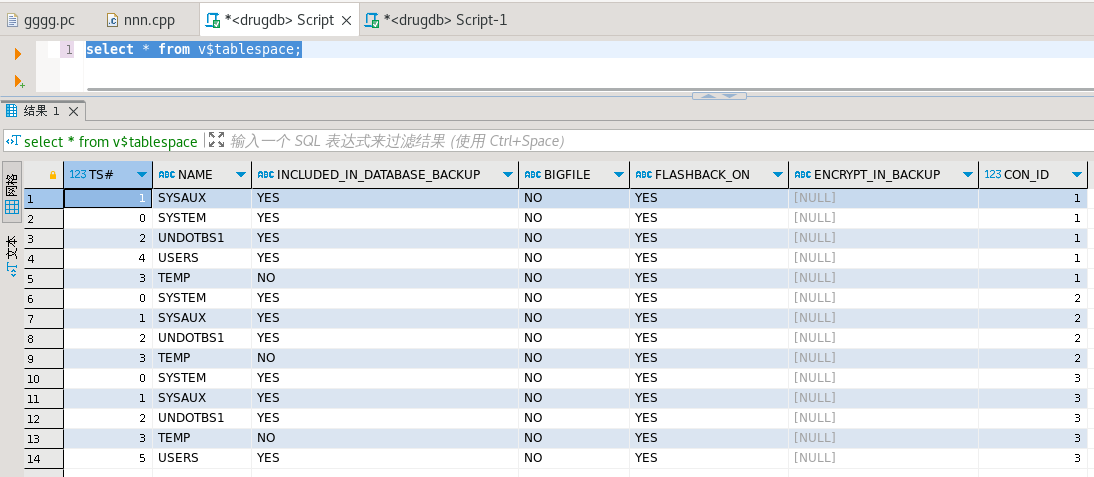 gggg.pc nnn.cpp *<drugdb> Script *<drugdb> Script-1
1 select * from v$tablespace;
结果 1
select * from v$tablespace 输入一个 SQL 表达式来过滤结果 (使用 Ctrl+Space)
网格
文本
123 TS# ABC NAME ABC INCLUDED_IN_DATABASE_BACKUP ABC BIGFILE ABC FLASHBACK_ON ABC ENCRYPT_IN_BACKUP 123 CON_ID
1 1 SYSAUX YES NO YES [NULL] 1
2 0 SYSTEM YES NO YES [NULL] 1
3 2 UNDOTBS1 YES NO YES [NULL] 1
4 4 USERS YES NO YES [NULL] 1
5 3 TEMP NO NO YES [NULL] 1
6 0 SYSTEM YES NO YES [NULL] 2
7 1 SYSAUX YES NO YES [NULL] 2
8 2 UNDOTBS1 YES NO YES [NULL] 2
9 3 TEMP NO NO YES [NULL] 2
10 0 SYSTEM YES NO YES [NULL] 3
11 1 SYSAUX YES NO YES [NULL] 3
12 2 UNDOTBS1 YES NO YES [NULL] 3
13 3 TEMP NO NO YES [NULL] 3
14 5 USERS YES NO YES [NULL] 3